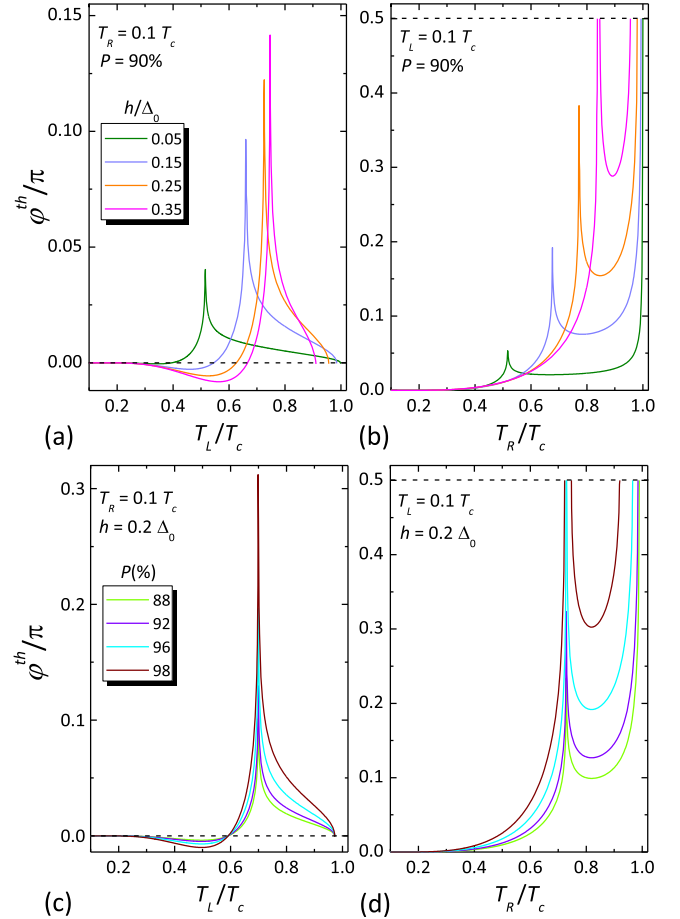 0.15
0.10
0.05
0.00
φ^th/π
T_R = 0.1 T_c
P = 90%
h/Δ_0
0.05
0.15
0.25
0.35
0.2 0.4 0.6 0.8 1.0
(a) T_L/T_c
0.5
0.4
0.3
0.2
0.1
0.0
T_L = 0.1 T_c
P = 90%
0.2 0.4 0.6 0.8 1.0
(b) T_R/T_c
0.3
0.2
0.1
0.0
φ^th/π
T_R = 0.1 T_c
h = 0.2 Δ_0
P(%)
88
92
96
98
0.2 0.4 0.6 0.8 1.0
(c) T_L/T_c
0.5
0.4
0.3
0.2
0.1
0.0
T_L = 0.1 T_c
h = 0.2 Δ_0
0.2 0.4 0.6 0.8 1.0
(d) T_R/T_c